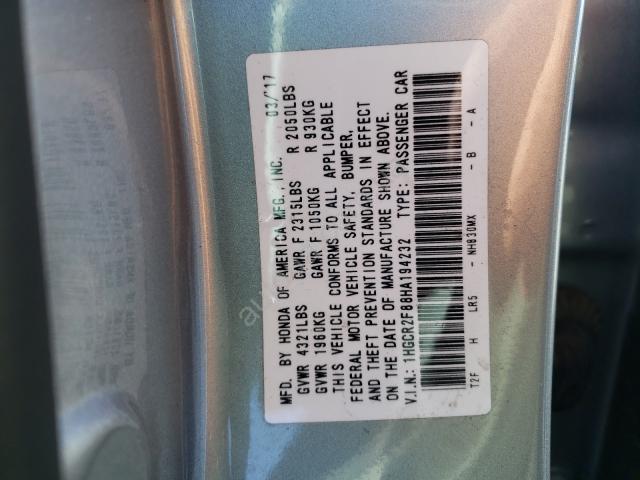 MFD. BY HONDA OF AMERICA MFG., INC. 03/17
GVWR 4321LBS GAWR F 2315LBS R 2050LBS
GVWR 1960KG GAWR F 1050KG R 930KG
THIS VEHICLE CONFORMS TO ALL APPLICABLE
FEDERAL MOTOR VEHICLE SAFETY, BUMPER,
AND THEFT PREVENTION STANDARDS IN EFFECT
ON THE DATE OF MANUFACTURE SHOWN ABOVE.
V.I.N.: 1HGCR2F88HA194232 TYPE: PASSENGER CAR
T2F H LR5 - NH830MX - B - A